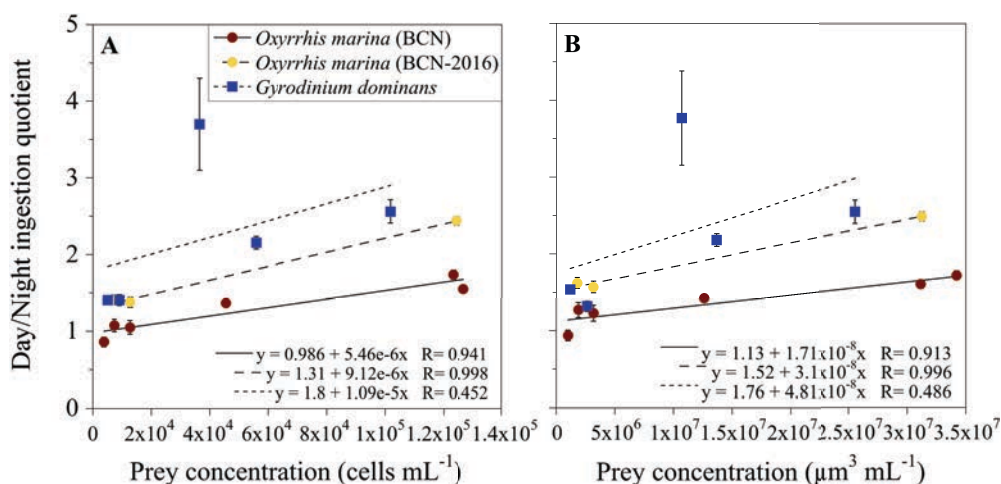 A
Oxyrrhis marina (BCN)
Oxyrrhis marina (BCN-2016)
Gyrodinium dominans
y = 0.986 + 5.46e-6x R= 0.941
y = 1.31 + 9.12e-6x R= 0.998
y = 1.8 + 1.09e-5x R= 0.452
5
4
3
2
1
0
Day/Night ingestion quotient
0 2x10⁴ 4x10⁴ 6x10⁴ 8x10⁴ 1x10⁵ 1.2x10⁵ 1.4x10⁵
Prey concentration (cells mL⁻¹)
B
y = 1.13 + 1.71x10⁻⁸x R= 0.913
y = 1.52 + 3.1x10⁻⁸x R= 0.996
y = 1.76 + 4.81x10⁻⁸x R= 0.486
0 5x10⁶ 1x10⁷ 1.5x10⁷ 2x10⁷ 2.5x10⁷ 3x10⁷ 3.5x10⁷
Prey concentration (µm³ mL⁻¹)